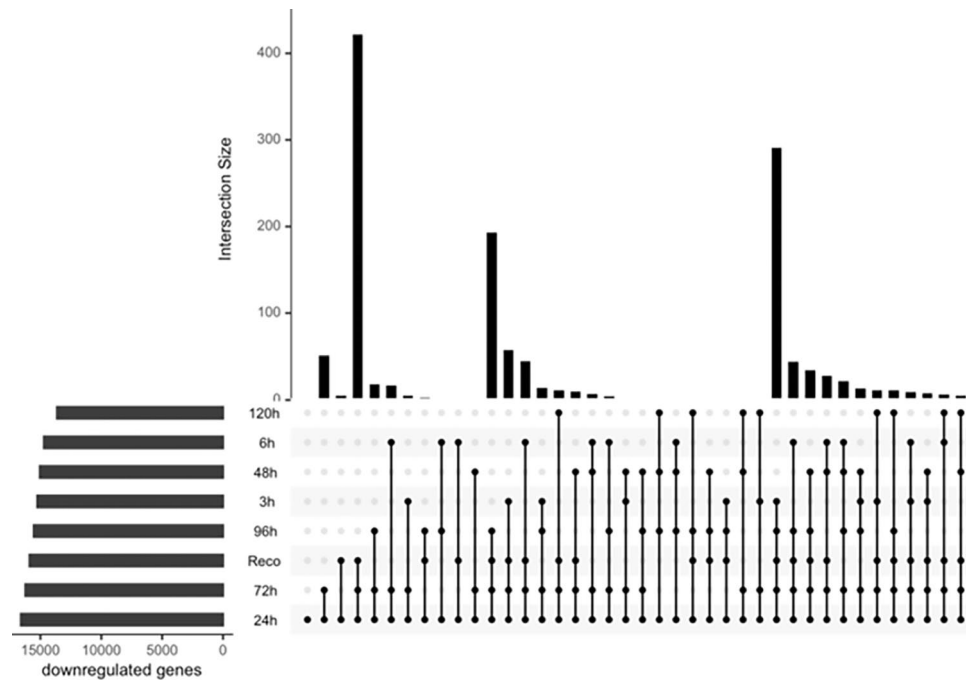 400
300
200
100
0
Intersection Size
120h
6h
48h
3h
96h
Reco
72h
24h
15000 10000 5000 0
downregulated genes